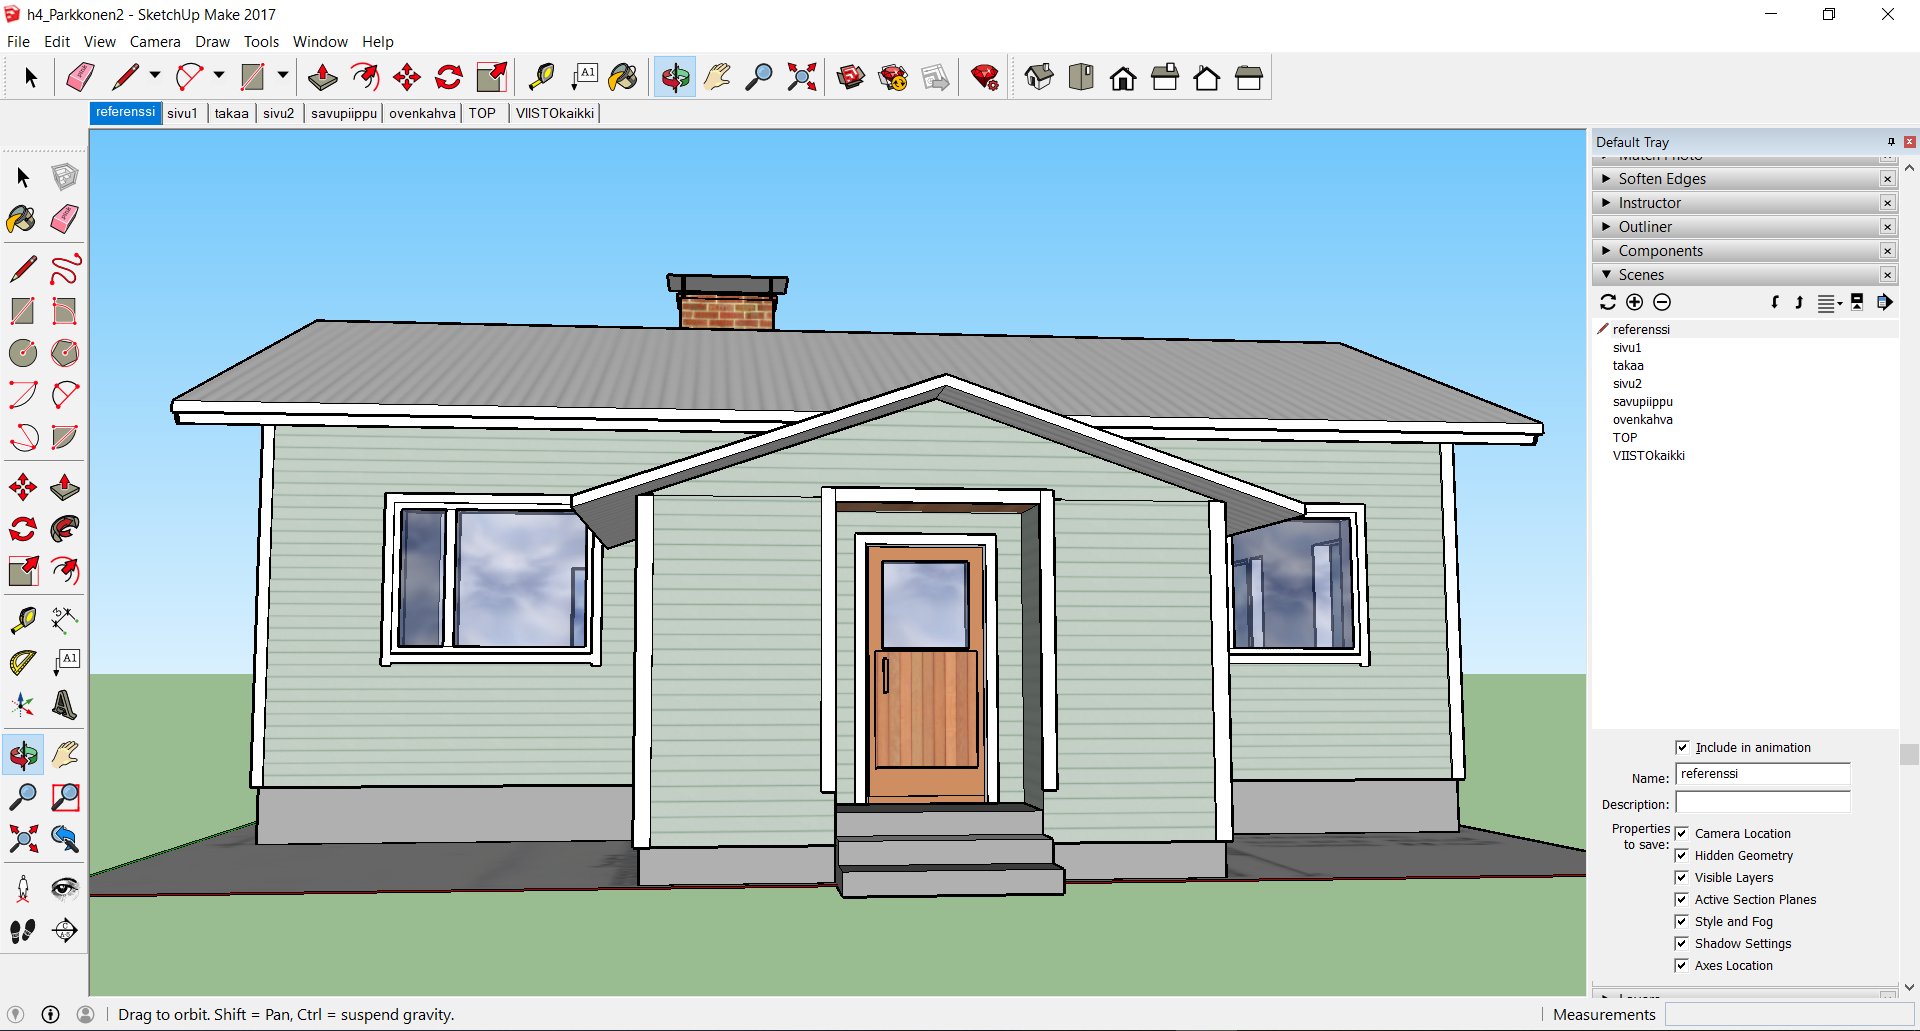 h4_Parkkonen2 - SketchUp Make 2017
File Edit View Camera Draw Tools Window Help
referenssi sivu1 takaa sivu2 savupiippu ovenkahva TOP VIISTOkaikki
Default Tray
Match Photo
Soften Edges
Instructor
Outliner
Components
Scenes
referenssi
sivu1
takaa
sivu2
savupiippu
ovenkahva
TOP
VIISTOkaikki
Include in animation
Name: referenssi
Description:
Properties to save:
Camera Location
Hidden Geometry
Visible Layers
Active Section Planes
Style and Fog
Shadow Settings
Axes Location
Layers
Drag to orbit. Shift = Pan, Ctrl = suspend gravity.
Measurements